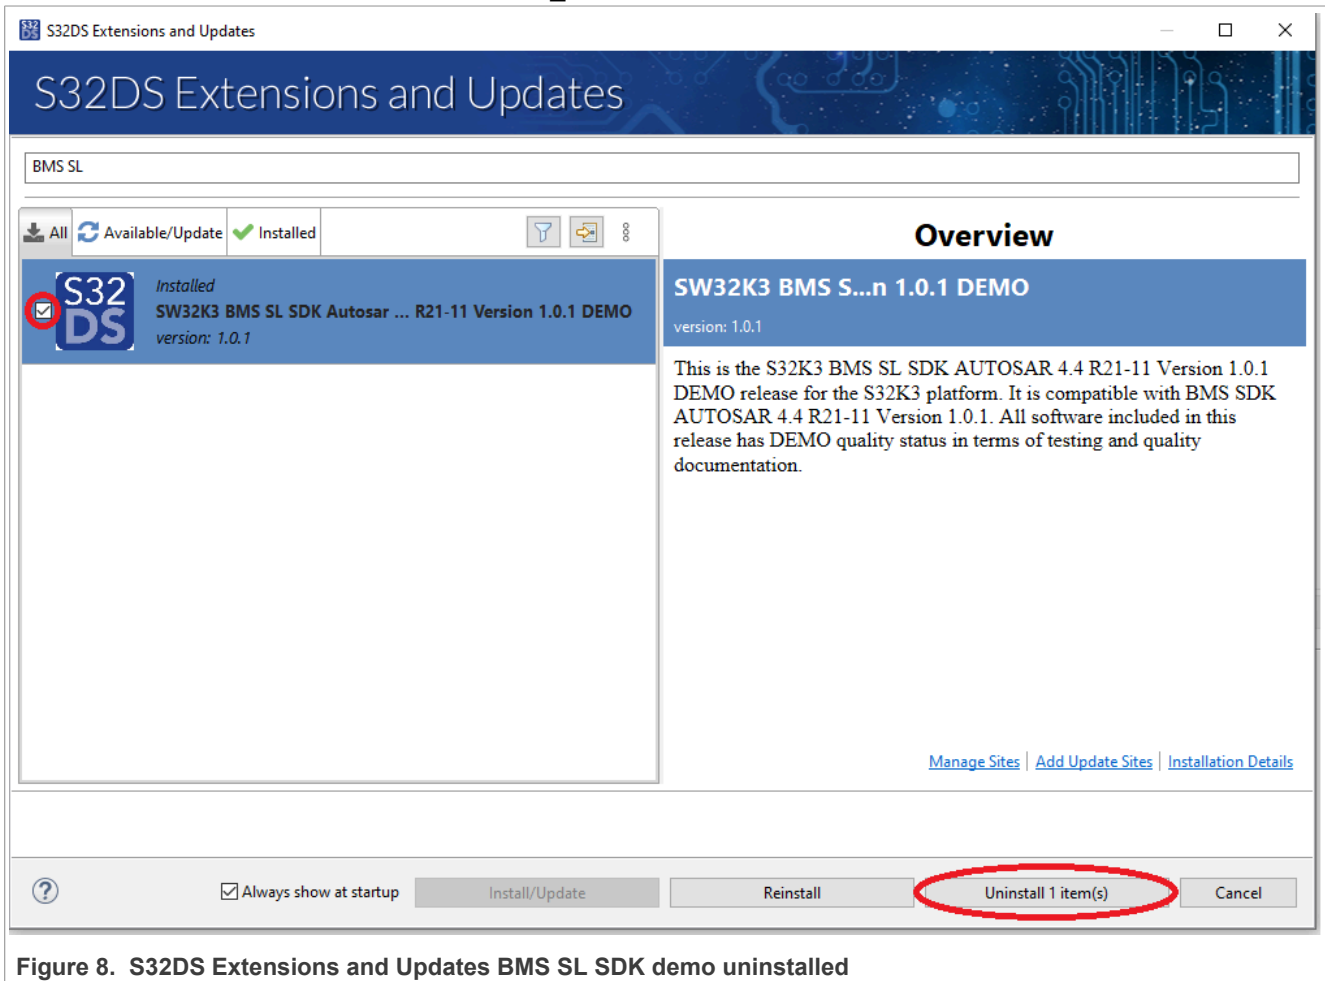 S32DS Extensions and Updates
S32DS Extensions and Updates
BMS SL
All Available/Update Installed
S32
DS
Installed
SW32K3 BMS SL SDK Autosar ... R21-11 Version 1.0.1 DEMO
version: 1.0.1
Overview
SW32K3 BMS S...n 1.0.1 DEMO
version: 1.0.1
This is the S32K3 BMS SL SDK AUTOSAR 4.4 R21-11 Version 1.0.1
DEMO release for the S32K3 platform. It is compatible with BMS SDK
AUTOSAR 4.4 R21-11 Version 1.0.1. All software included in this
release has DEMO quality status in terms of testing and quality
documentation.
Manage Sites | Add Update Sites | Installation Details
? Always show at startup Install/Update Reinstall Uninstall 1 item(s) Cancel
Figure 8. S32DS Extensions and Updates BMS SL SDK demo uninstalled